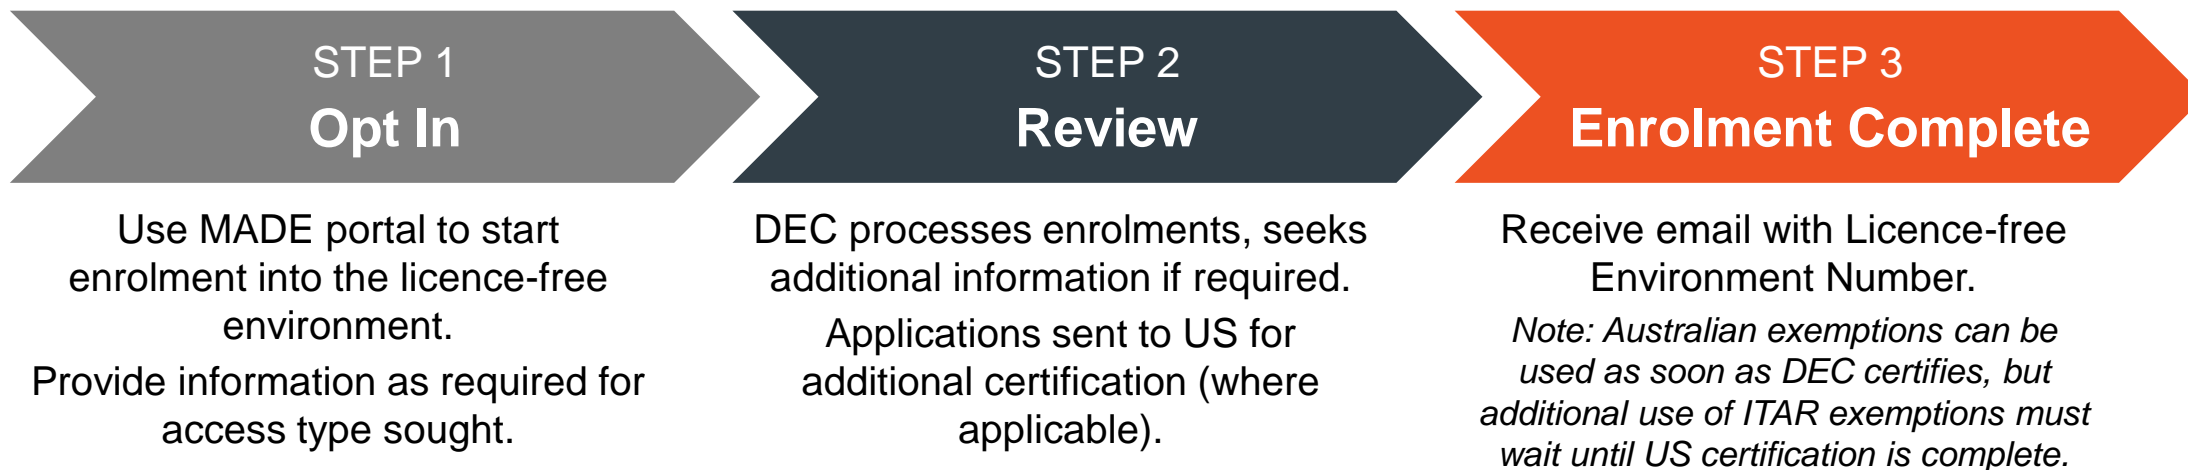 STEP 1
Opt In
Use MADE portal to start
enrolment into the licence-free
environment.
Provide information as required for
access type sought.
STEP 2
Review
DEC processes enrolments, seeks
additional information if required.
Applications sent to US for
additional certification (where
applicable).
STEP 3
Enrolment Complete
Receive email with Licence-free
Environment Number.
Note: Australian exemptions can be
used as soon as DEC certifies, but
additional use of ITAR exemptions must
wait until US certification is complete.